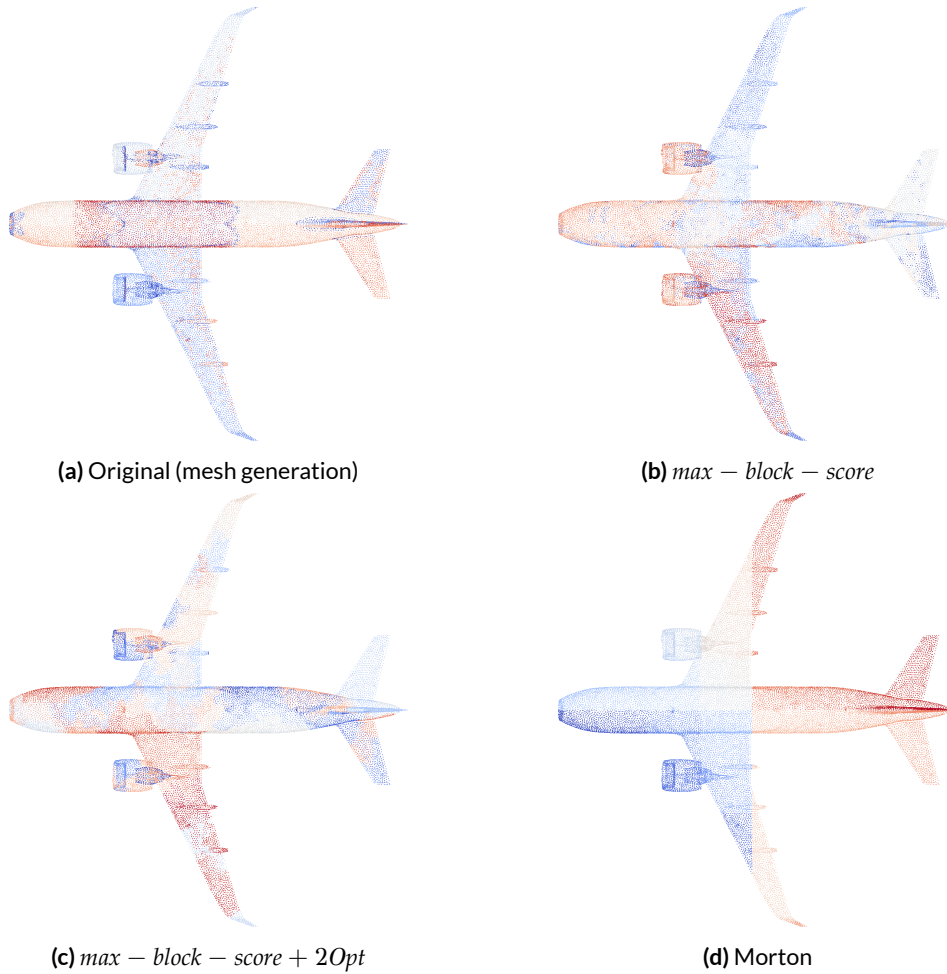 (a) Original (mesh generation)
(b) max − block − score
(c) max − block − score + 2Opt
(d) Morton